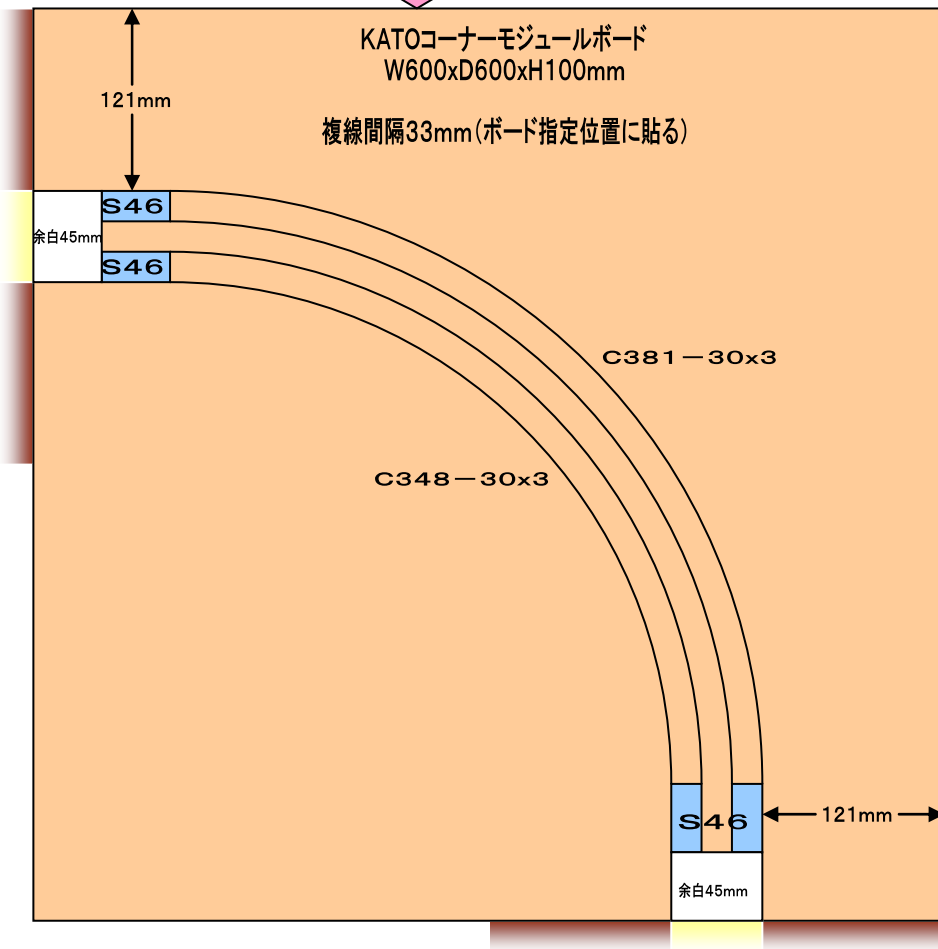 KATOコーナーモジュールボード
W600xD600xH100mm
121mm
複線間隔33mm(ボード指定位置に貼る)
S46
余白45mm
S46
C381－30x3
C348－30x3
S46
121mm
余白45mm